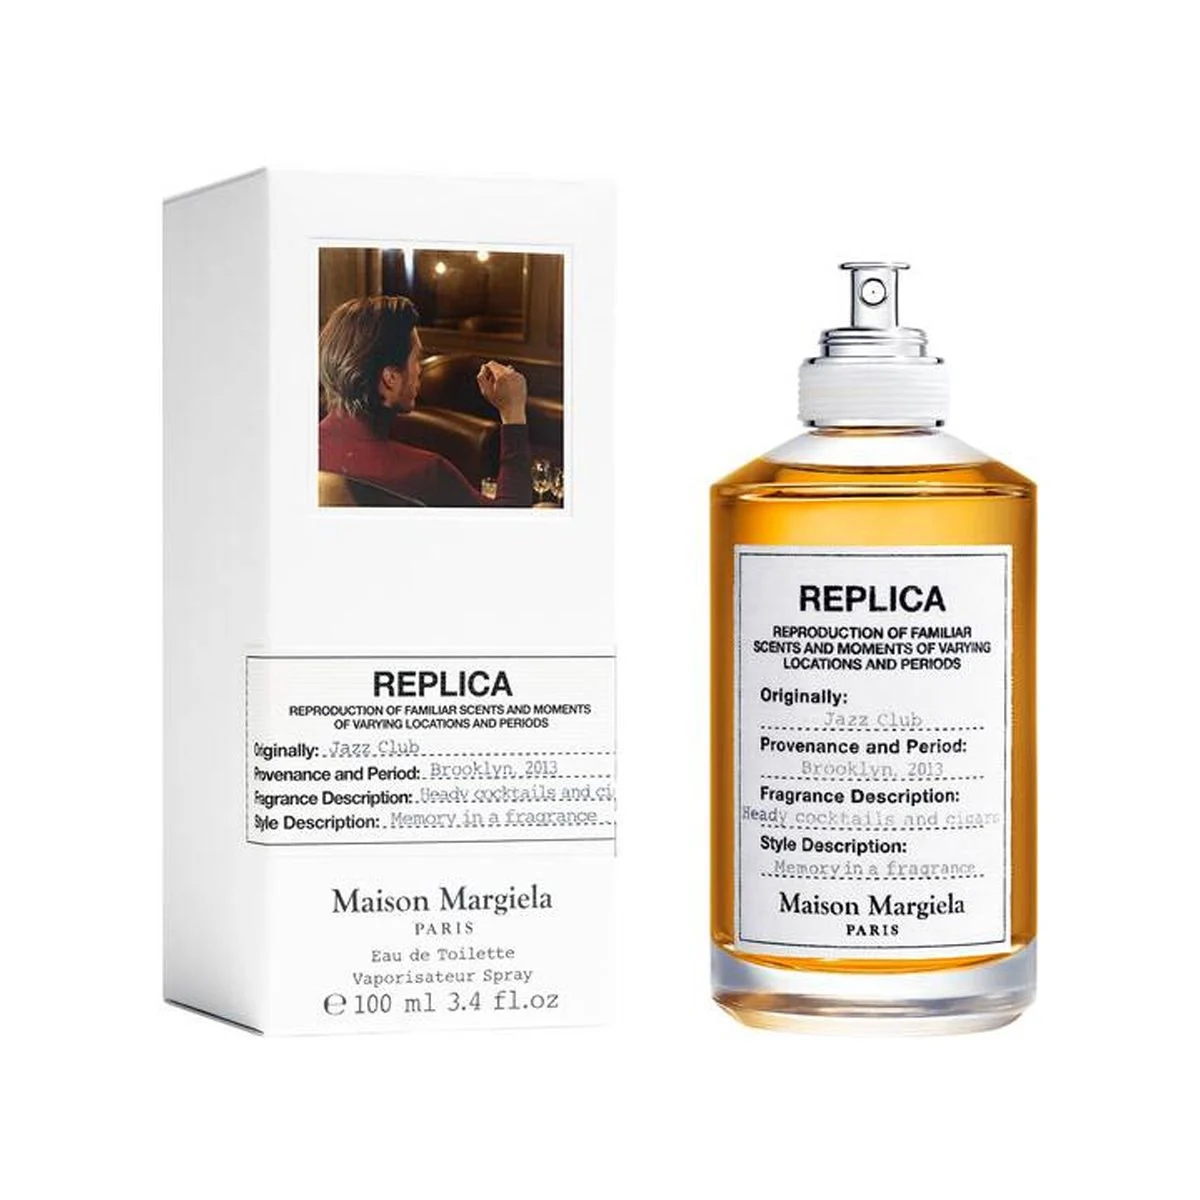 REPLICA
REPRODUCTION OF FAMILIAR SCENTS AND MOMENTS
OF VARYING LOCATIONS AND PERIODS
Originally: Jazz Club
Provenance and Period: Brooklyn, 2013
Fragrance Description: Heady cocktails and ci
Style Description: Memory in a fragrance
Maison Margiela
PARIS
Eau de Toilette
Vaporisateur Spray
℮ 100 ml 3.4 fl.oz
REPLICA
REPRODUCTION OF FAMILIAR
SCENTS AND MOMENTS OF VARYING
LOCATIONS AND PERIODS
Originally:
Jazz Club
Provenance and Period:
Brooklyn, 2013
Fragrance Description:
Heady cocktails and cigars
Style Description:
Memory in a fragrance
Maison Margiela
PARIS